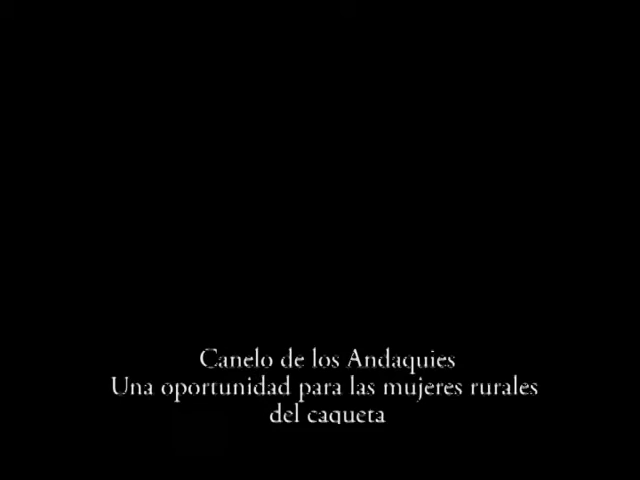 Canelo de los Andaquies
Una oportunidad para las mujeres rurales
del caqueta